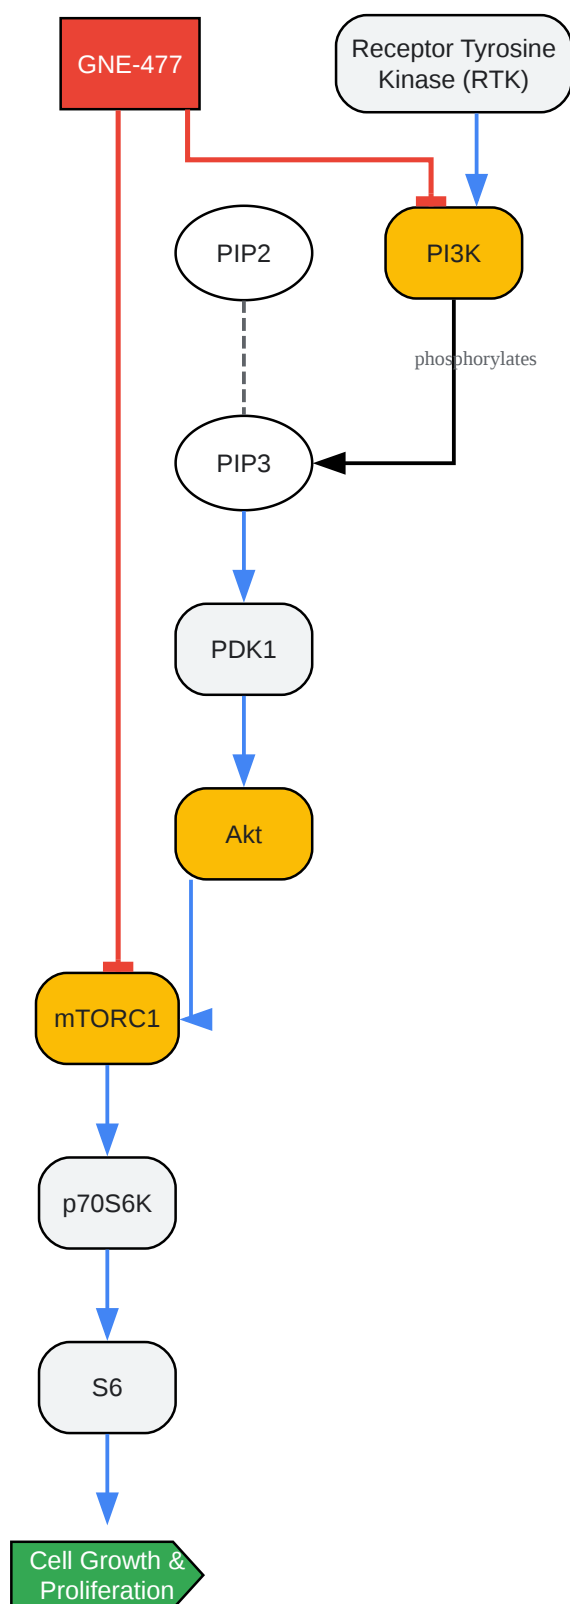 GNE-477
Receptor Tyrosine
Kinase (RTK)
PIP2
PI3K
phosphorylates
PIP3
PDK1
Akt
mTORC1
p70S6K
S6
Cell Growth &
Proliferation